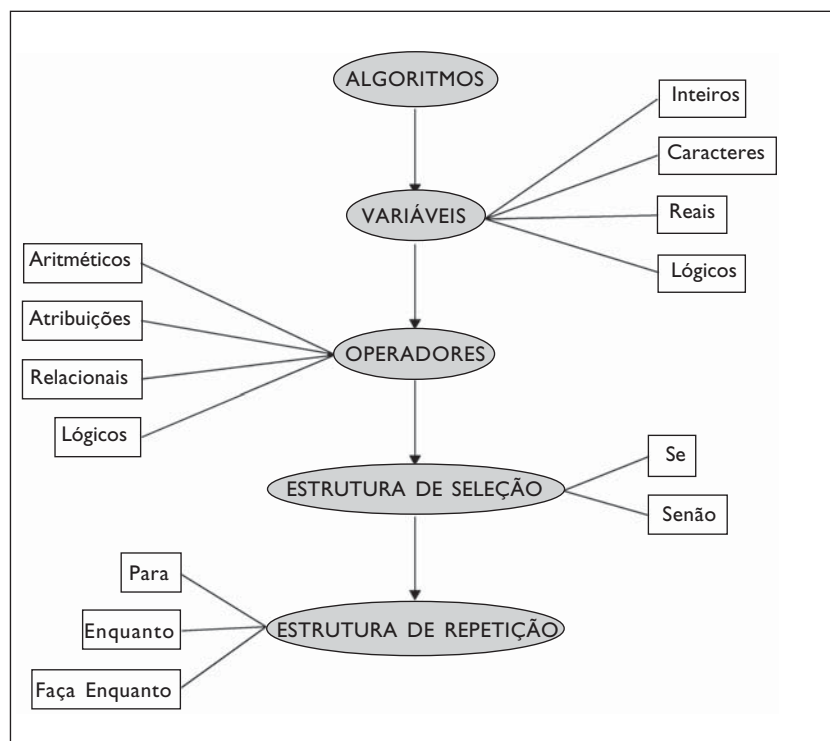 ALGORITMOS
Inteiros
Caracteres
VARIÁVEIS
Reais
Lógicos
Aritméticos
Atribuições
OPERADORES
Relacionais
Lógicos
Se
ESTRUTURA DE SELEÇÃO
Senão
Para
Enquanto
ESTRUTURA DE REPETIÇÃO
Faça Enquanto